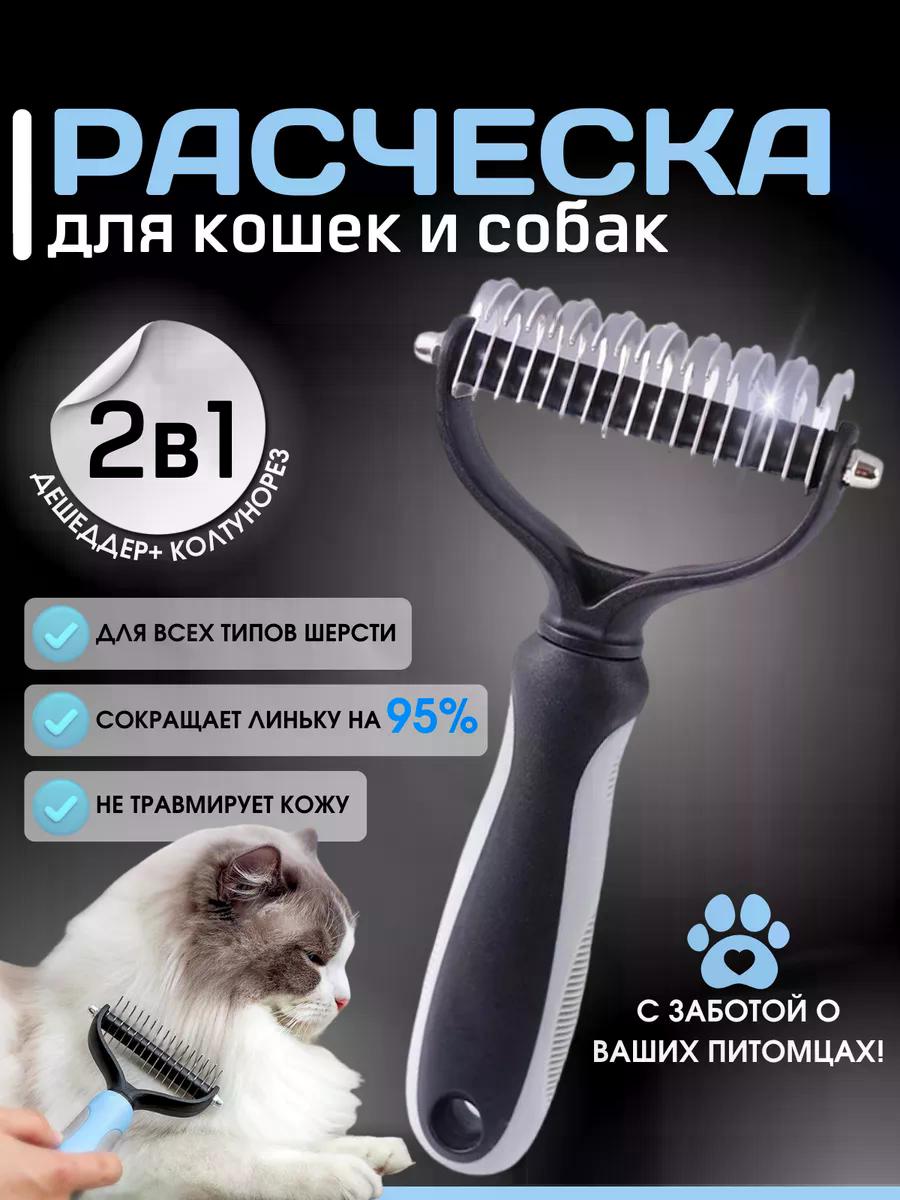 РАСЧЕСКА
для кошек и собак
2в1
ДЕШЕДДЕР+ КОЛТУНОРЕЗ
ДЛЯ ВСЕХ ТИПОВ ШЕРСТИ
СОКРАЩАЕТ ЛИНЬКУ НА 95%
НЕ ТРАВМИРУЕТ КОЖУ
С ЗАБОТОЙ О
ВАШИХ ПИТОМЦАХ!